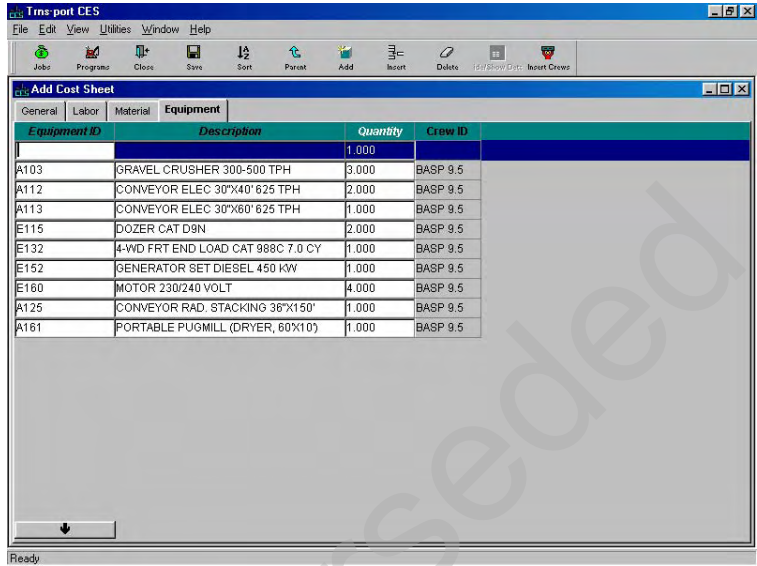 Trns·port CES
File Edit View Utilities Window Help
Jobs Programs Close Save Sort Parent Add Insert Delete Hide/Show Dets Insert Crews
Add Cost Sheet
General Labor Material Equipment
Equipment ID Description Quantity Crew ID
1.000
A103 GRAVEL CRUSHER 300-500 TPH 3.000 BASP 9.5
A112 CONVEYOR ELEC 30"X40' 625 TPH 2.000 BASP 9.5
A113 CONVEYOR ELEC 30"X60' 625 TPH 1.000 BASP 9.5
E115 DOZER CAT D9N 2.000 BASP 9.5
E132 4-WD FRT END LOAD CAT 988C 7.0 CY 1.000 BASP 9.5
E152 GENERATOR SET DIESEL 450 KW 1.000 BASP 9.5
E160 MOTOR 230/240 VOLT 4.000 BASP 9.5
A125 CONVEYOR RAD. STACKING 36"X150' 1.000 BASP 9.5
A161 PORTABLE PUGMILL (DRYER, 60'X10') 1.000 BASP 9.5
Ready
erseded